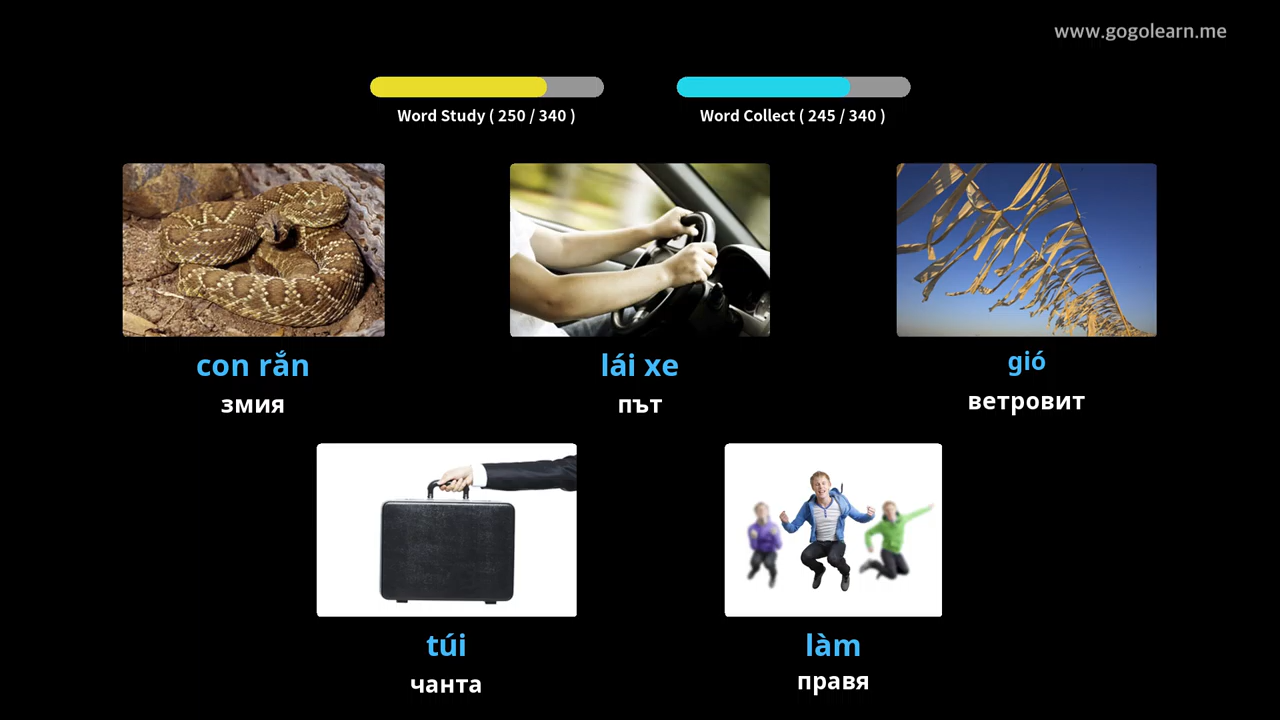 www.gogolearn.me
Word Study ( 250 / 340 )
Word Collect ( 245 / 340 )
con rắn
змия
lái xe
път
gió
ветровит
túi
чанта
làm
правя